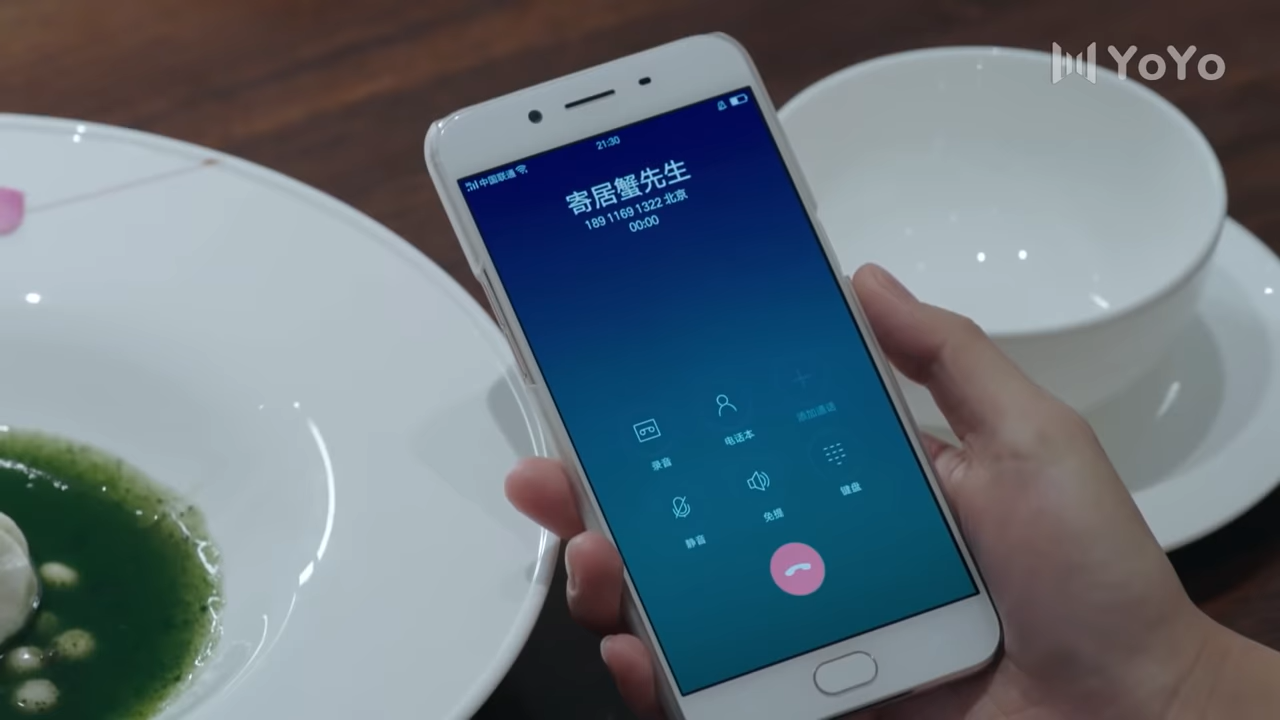 YoYo
21:30
中国联通
寄居蟹先生
189 1169 1322 北京
00:00
录音
电话本
添加通话
静音
免提
键盘